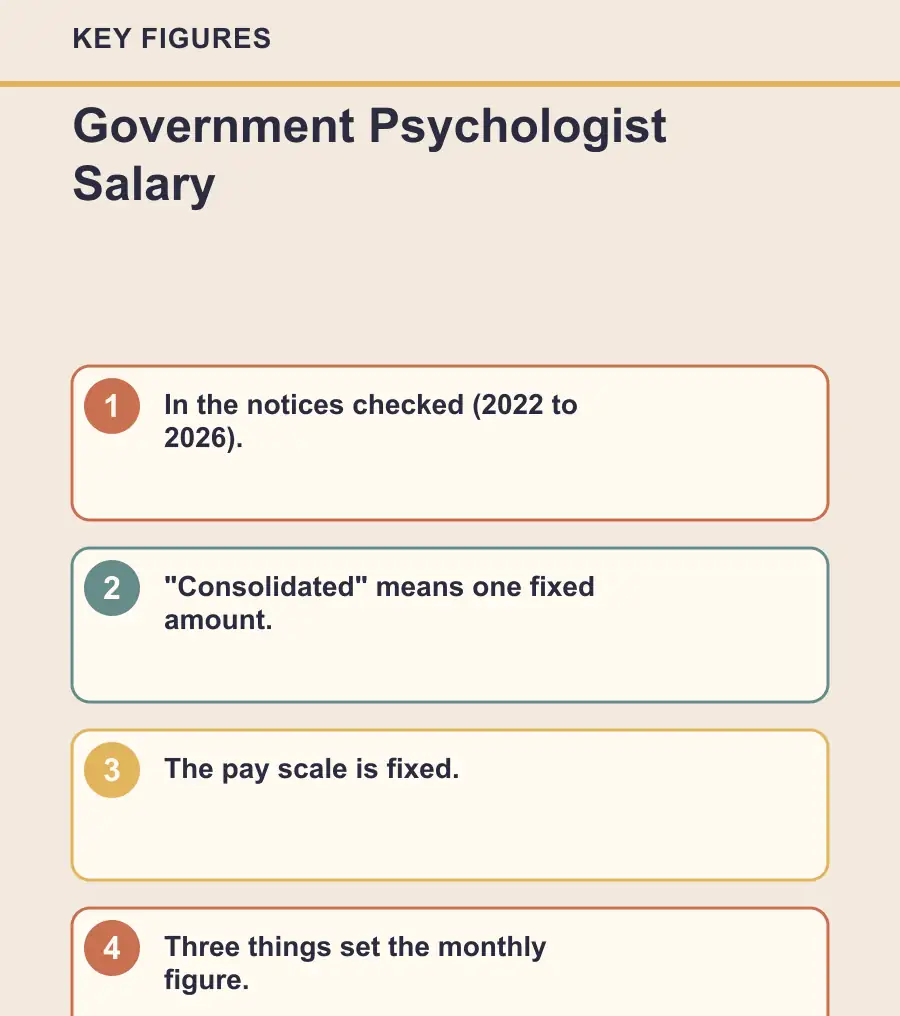 KEY FIGURES
Government Psychologist
Salary
1
In the notices checked (2022 to
2026).
2
"Consolidated" means one fixed
amount.
3
The pay scale is fixed.
4
Three things set the monthly
figure.